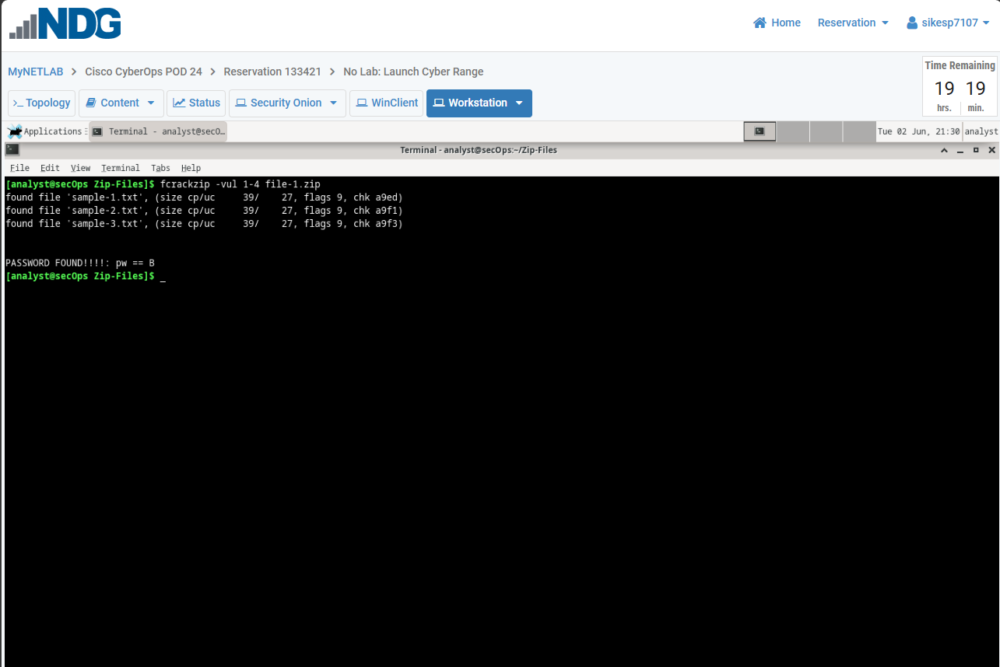 NDG
Home Reservation sikesp7107
MyNETLAB > Cisco CyberOps POD 24 > Reservation 133421 > No Lab: Launch Cyber Range
Time Remaining
19 19
hrs. min.
>_ Topology Content Status Security Onion WinClient Workstation
Applications Terminal - analyst@secO… Tue 02 Jun, 21:30 analyst
Terminal - analyst@secOps:~/Zip-Files
File Edit View Terminal Tabs Help
[analyst@secOps Zip-Files]$ fcrackzip -vul 1-4 file-1.zip
found file 'sample-1.txt', (size cp/uc     39/    27, flags 9, chk a9ed)
found file 'sample-2.txt', (size cp/uc     39/    27, flags 9, chk a9f1)
found file 'sample-3.txt', (size cp/uc     39/    27, flags 9, chk a9f3)
PASSWORD FOUND!!!!: pw == B
[analyst@secOps Zip-Files]$ _